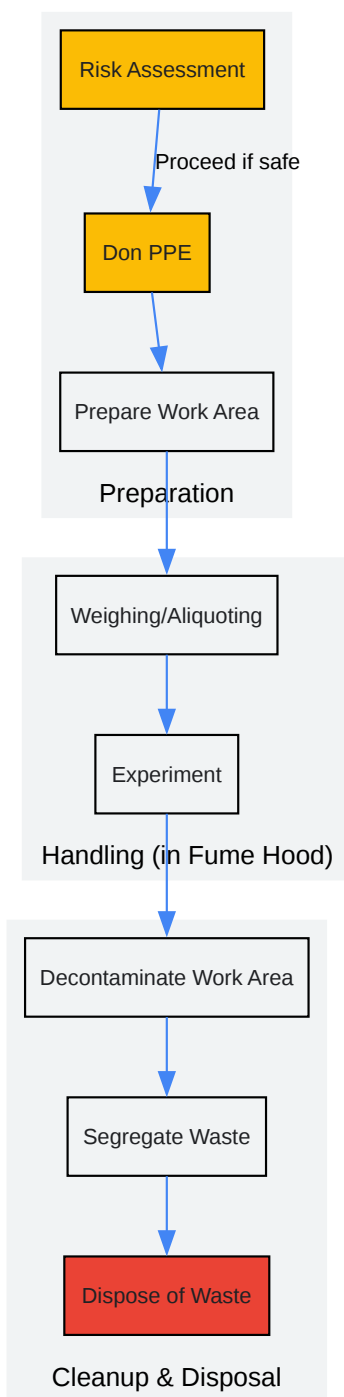 Risk Assessment
Proceed if safe
Don PPE
Prepare Work Area
Preparation
Weighing/Aliquoting
Experiment
Handling (in Fume Hood)
Decontaminate Work Area
Segregate Waste
Dispose of Waste
Cleanup & Disposal